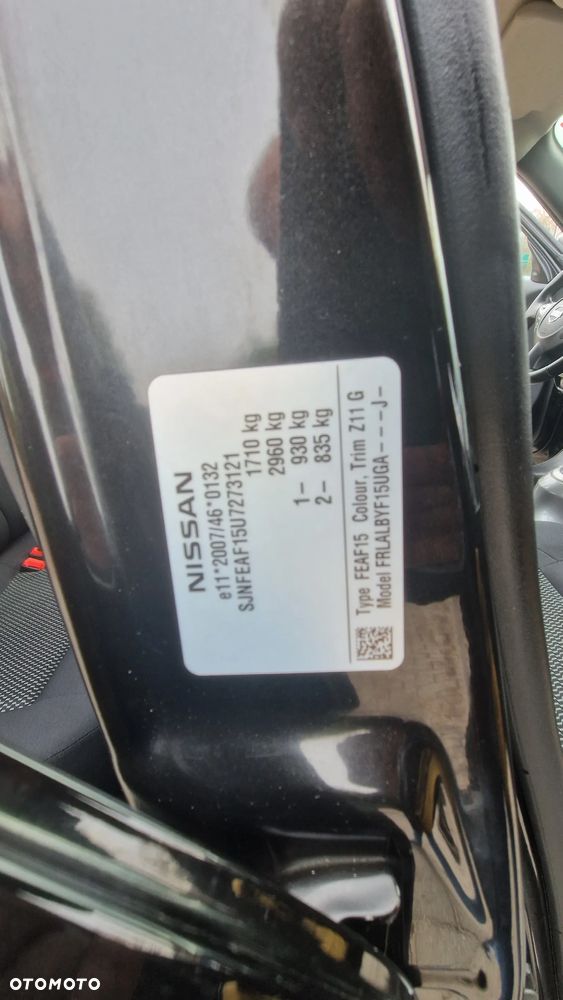 NISSAN
e11*2007/46*0132
SJNFEAF15U7273121
1710 kg
2960 kg
1- 930 kg
2- 835 kg
Type FEAF15 Colour, Trim Z11 G
Model FRLALBYF15UGA- - - -J-
OTOMOTO